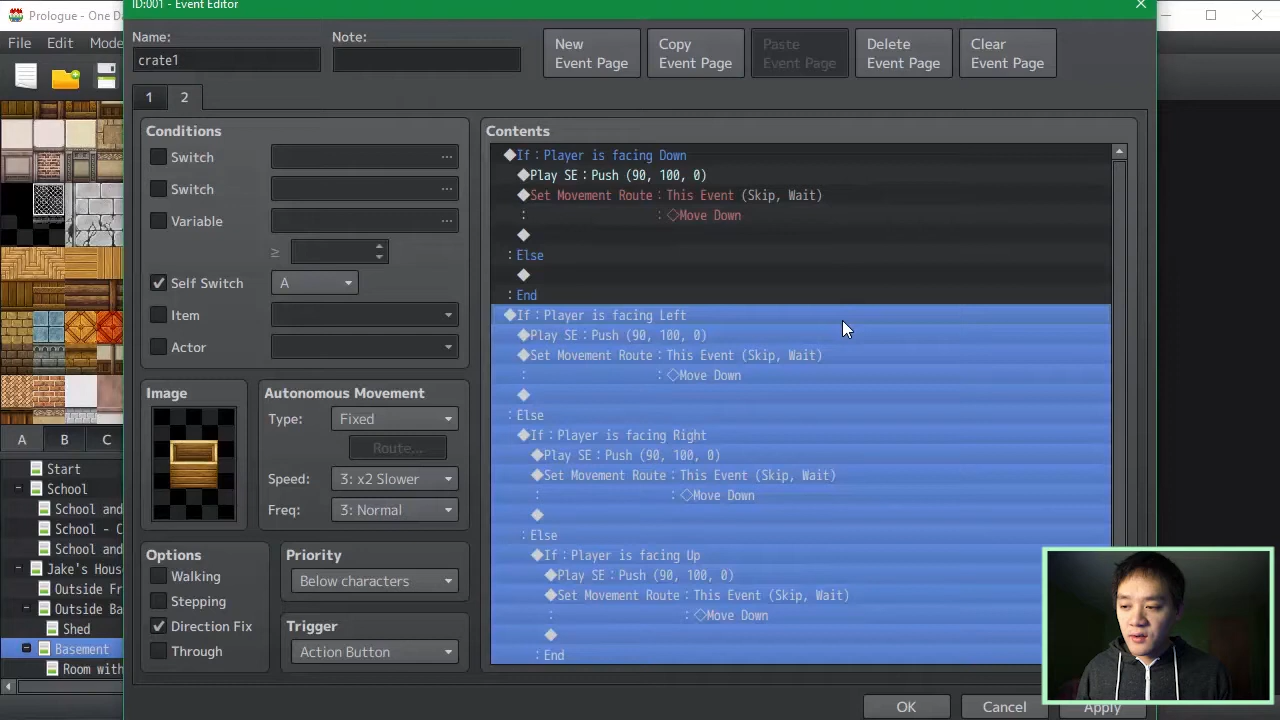 Prologue - One Da
ID:001 - Event Editor
File Edit Mode
Name:
crate1
Note:
New
Event Page
Copy
Event Page
Paste
Event Page
Delete
Event Page
Clear
Event Page
1 2
Conditions
Switch ...
Switch ...
Variable ...
≥
Self Switch A
Item
Actor
Image
Autonomous Movement
Type: Fixed
Route...
Speed: 3: x2 Slower
Freq: 3: Normal
Options
Walking
Stepping
Direction Fix
Through
Priority
Below characters
Trigger
Action Button
Contents
◆If：Player is facing Down
◆Play SE：Push (90, 100, 0)
◆Set Movement Route：This Event (Skip, Wait)
：　　　：◇Move Down
◆
：Else
◆
：End
◆If：Player is facing Left
◆Play SE：Push (90, 100, 0)
◆Set Movement Route：This Event (Skip, Wait)
：　　　：◇Move Down
◆
：Else
◆If：Player is facing Right
◆Play SE：Push (90, 100, 0)
◆Set Movement Route：This Event (Skip, Wait)
：　　　：◇Move Down
◆
：Else
◆If：Player is facing Up
◆Play SE：Push (90, 100, 0)
◆Set Movement Route：This Event (Skip, Wait)
：　　　：◇Move Down
◆
：End
A B C
Start
School
School and
School - C
School and
Jake's Hous
Outside Fr
Outside Ba
Shed
Basement
Room with
OK Cancel Apply